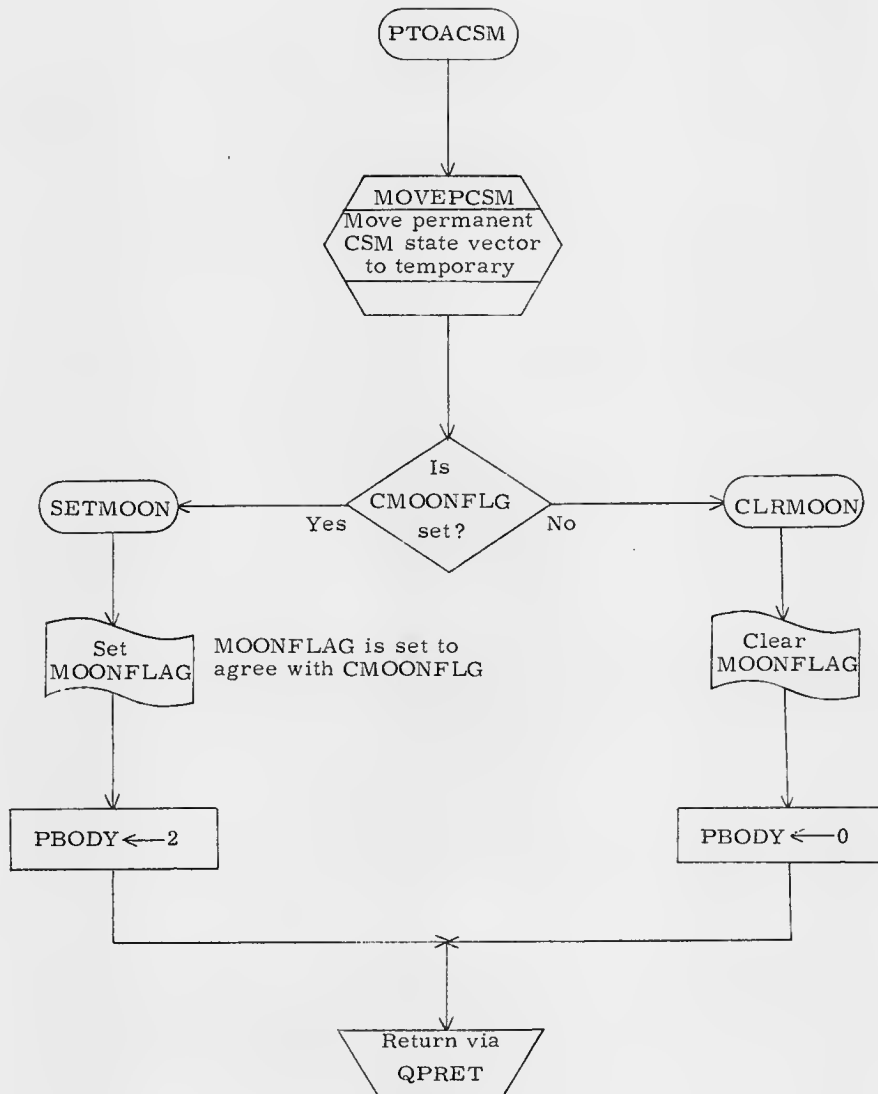 PTOACSM
MOVEPCSM
Move permanent
CSM state vector
to temporary
Is
CMOONFLG
set?
Yes
No
SETMOON
CLRMOON
Set
MOONFLAG
MOONFLAG is set to
agree with CMOONFLG
Clear
MOONFLAG
PBODY ← 2
PBODY ← 0
Return via
QPRET